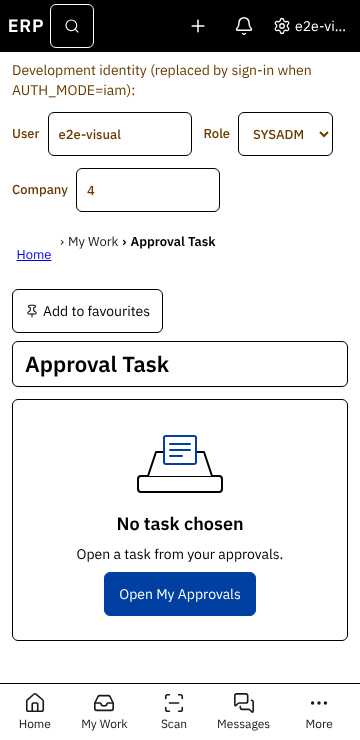 ERP
e2e-vi...
Development identity (replaced by sign-in when
AUTH_MODE=iam):
User e2e-visual Role SYSADM
Company 4
Home › My Work › Approval Task
Add to favourites
Approval Task
No task chosen
Open a task from your approvals.
Open My Approvals
Home My Work Scan Messages More